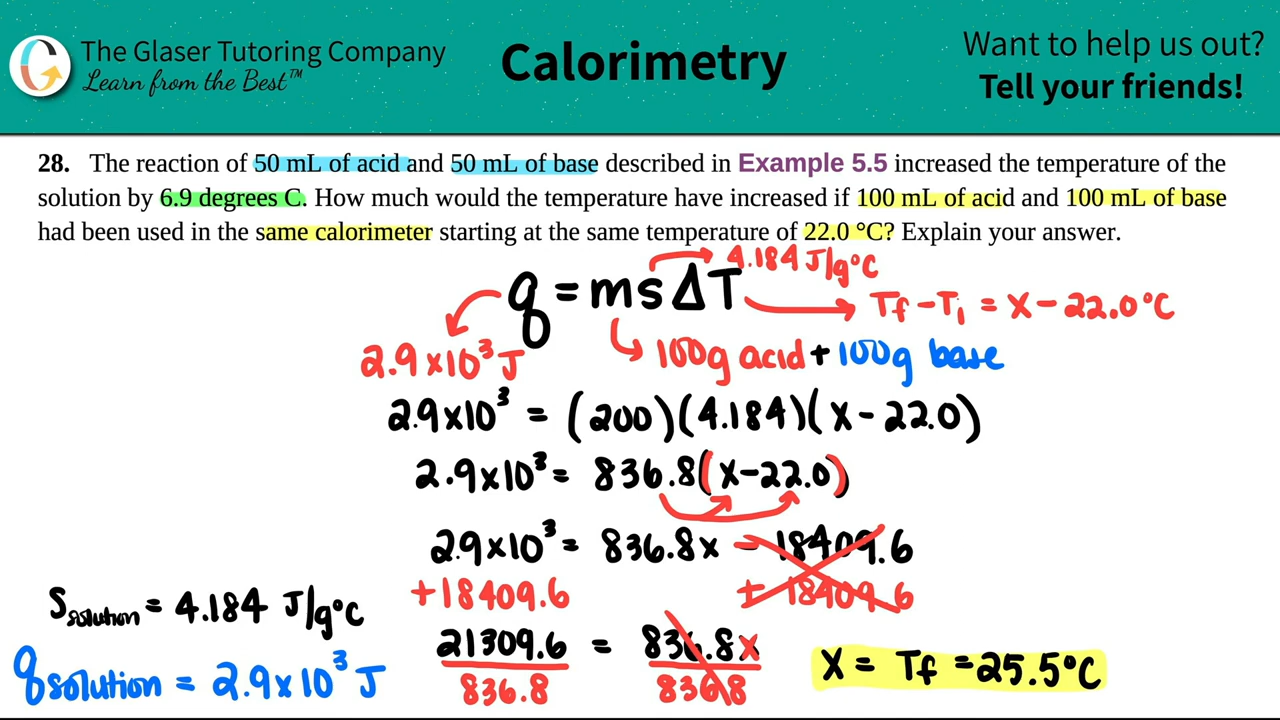 The Glaser Tutoring Company
Learn from the Best™
Calorimetry
Want to help us out?
Tell your friends!
28. The reaction of 50 mL of acid and 50 mL of base described in Example 5.5 increased the temperature of the
solution by 6.9 degrees C. How much would the temperature have increased if 100 mL of acid and 100 mL of base
had been used in the same calorimeter starting at the same temperature of 22.0 °C? Explain your answer.
4.184 J/g°C
q = msΔT
Tf - Ti = x - 22.0°C
2.9 x 10³ J
100g acid + 100g base
2.9 x 10³ = (200)(4.184)(x - 22.0)
2.9 x 10³ = 836.8(x - 22.0)
2.9 x 10³ = 836.8x - 18409.6
+18409.6 + 18409.6
21309.6 = 836.8x
836.8 836.8
S solution = 4.184 J/g°C
q solution = 2.9 x 10³ J
x = Tf = 25.5°C